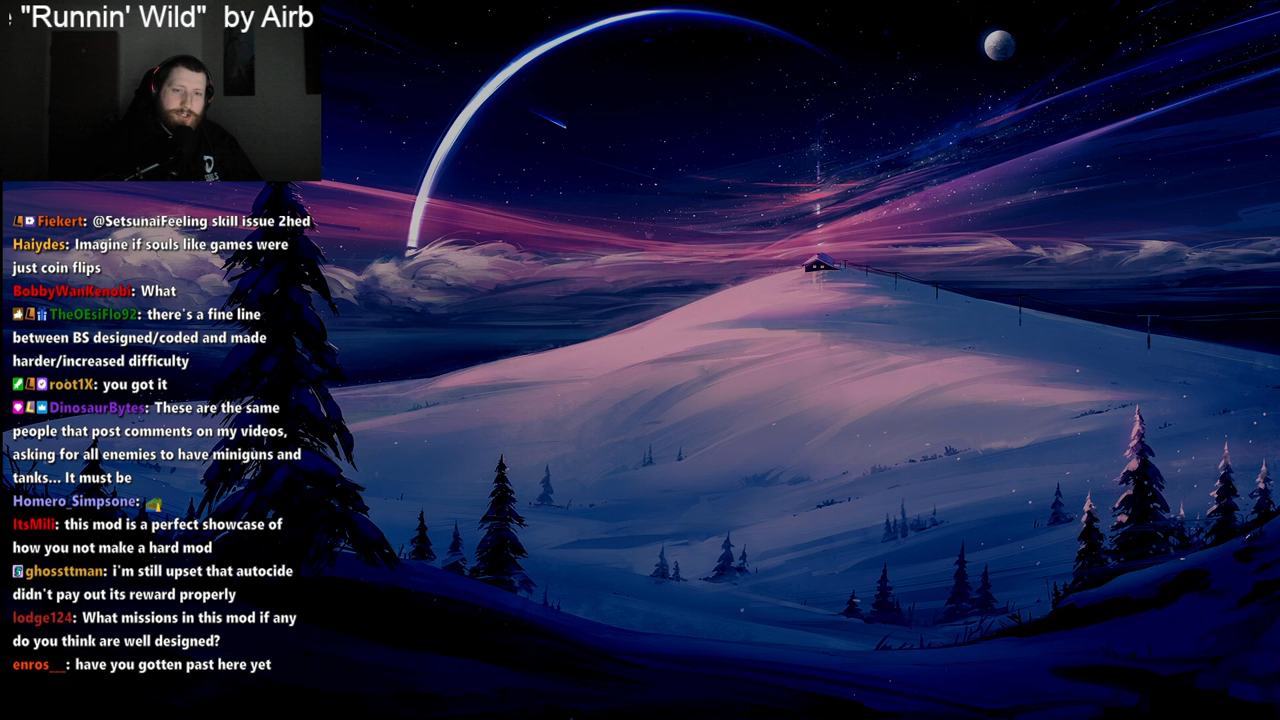 "Runnin' Wild" by Airb
Fiekert: @SetsunaiFeeling skill issue 2hed
Haiydes: Imagine if souls like games were
just coin flips
BobbyWanKenobi: What
TheOEsiFlo92: there's a fine line
between BS designed/coded and made
harder/increased difficulty
root1X: you got it
DinosaurBytes: These are the same
people that post comments on my videos,
asking for all enemies to have miniguns and
tanks... It must be
Homero_Simpsone:
ItsMili: this mod is a perfect showcase of
how you not make a hard mod
ghossttman: i'm still upset that autocide
didn't pay out its reward properly
lodge124: What missions in this mod if any
do you think are well designed?
enros__: have you gotten past here yet